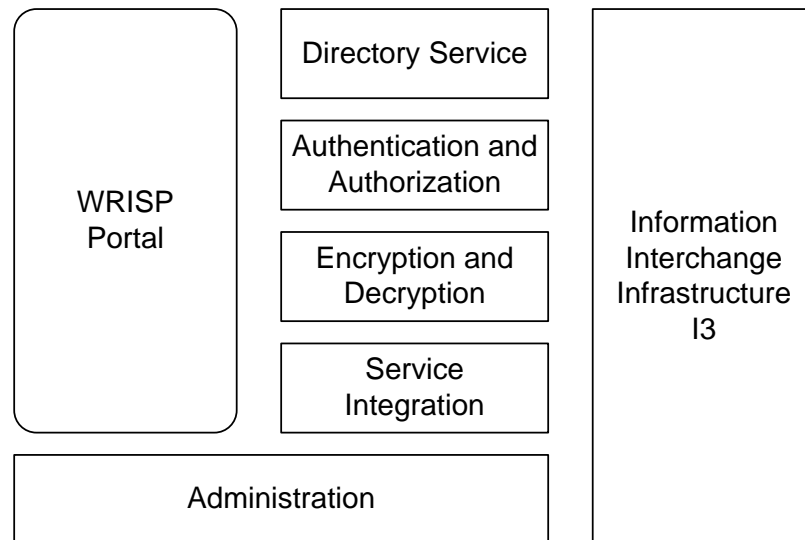 WRISP
Portal
Directory Service
Authentication and
Authorization
Encryption and
Decryption
Service
Integration
Administration
Information
Interchange
Infrastructure
I3